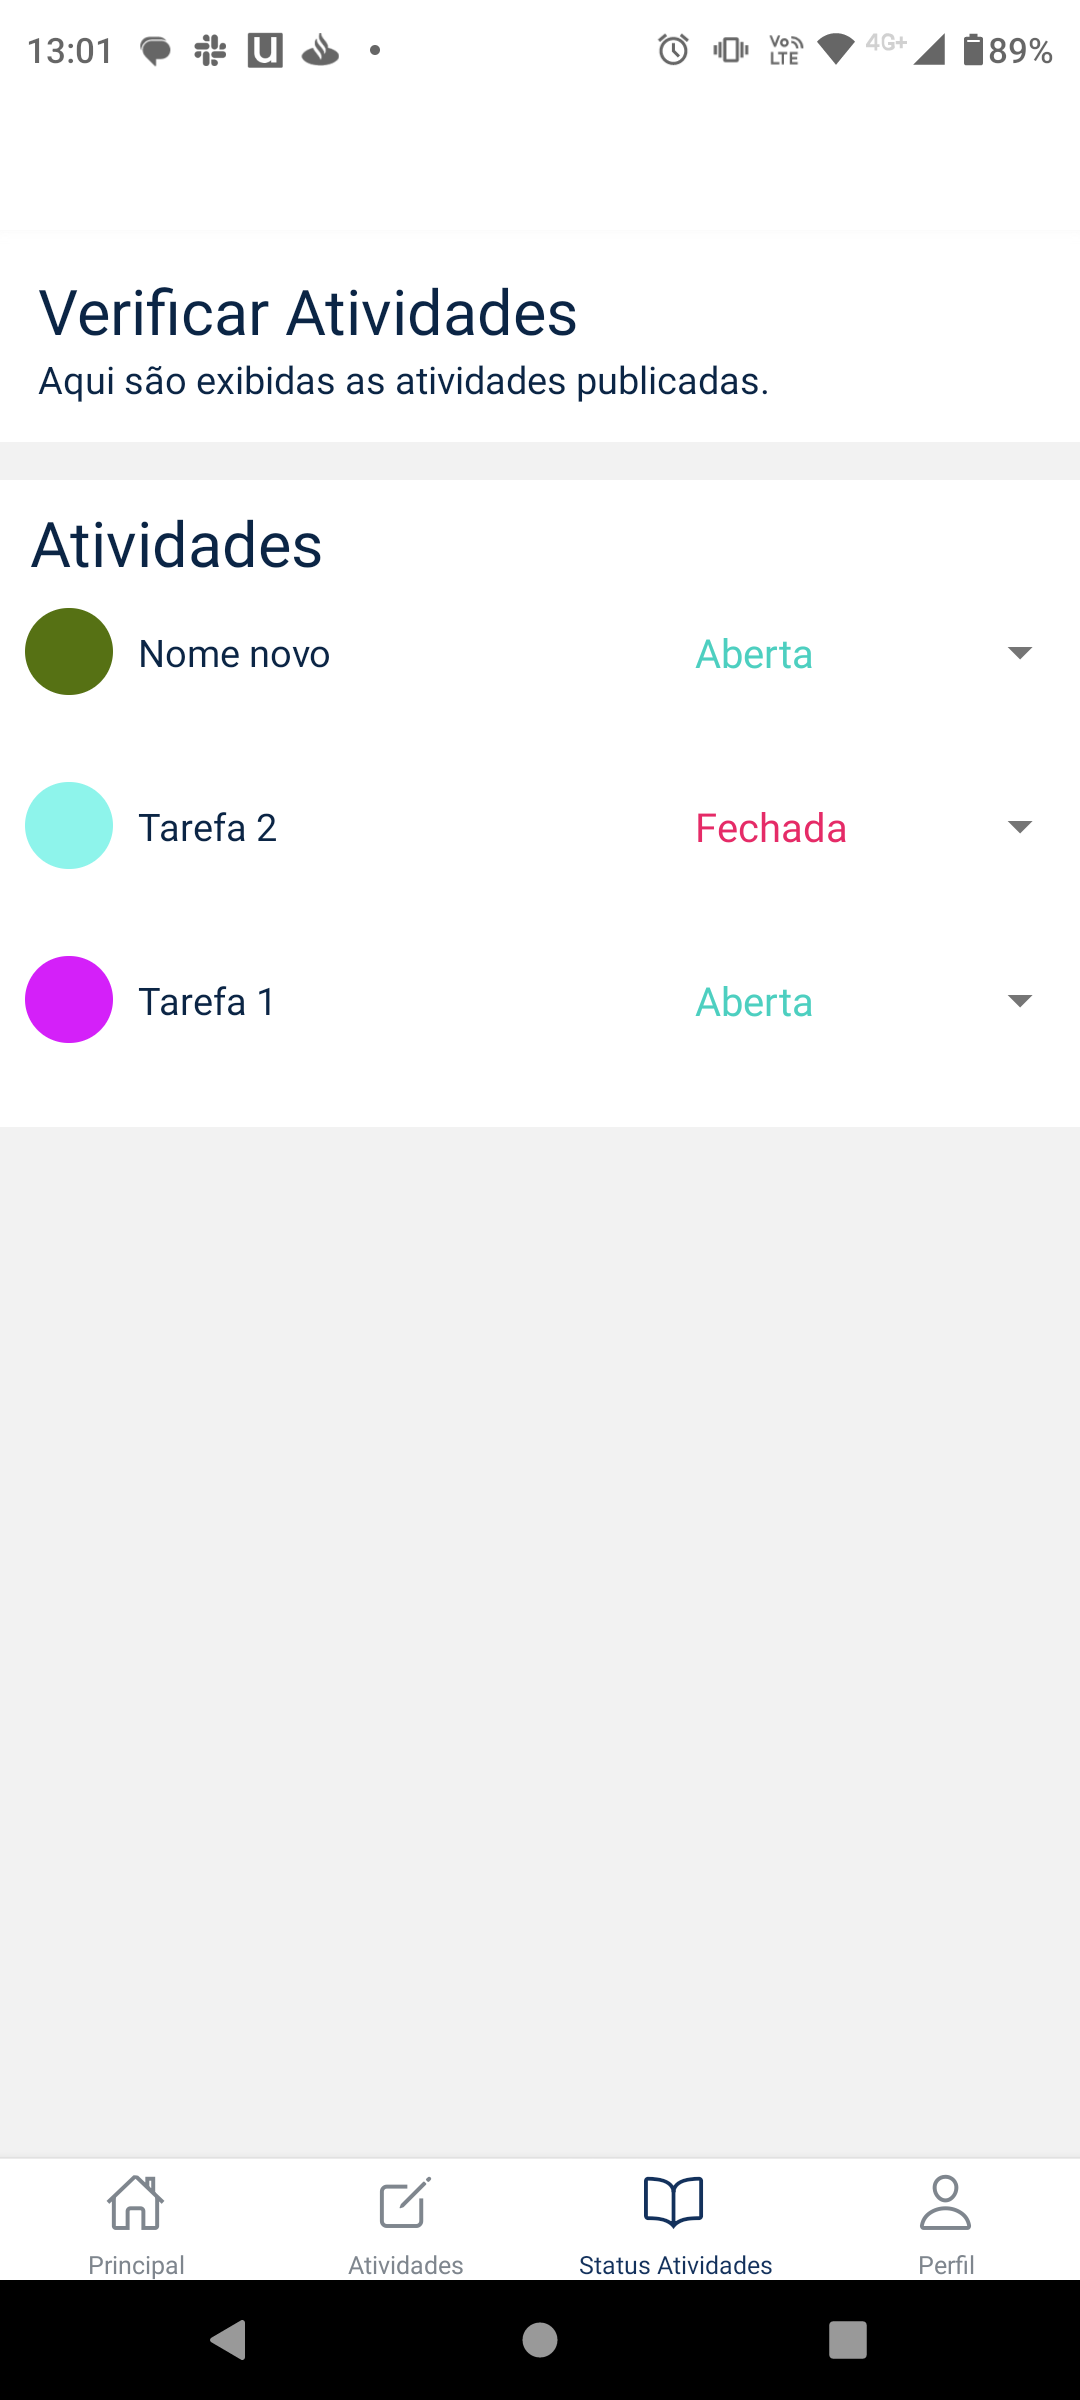 13:01 89%
Vo LTE 4G+
Verificar Atividades
Aqui são exibidas as atividades publicadas.
Atividades
Nome novo Aberta
Tarefa 2 Fechada
Tarefa 1 Aberta
Principal Atividades Status Atividades Perfil